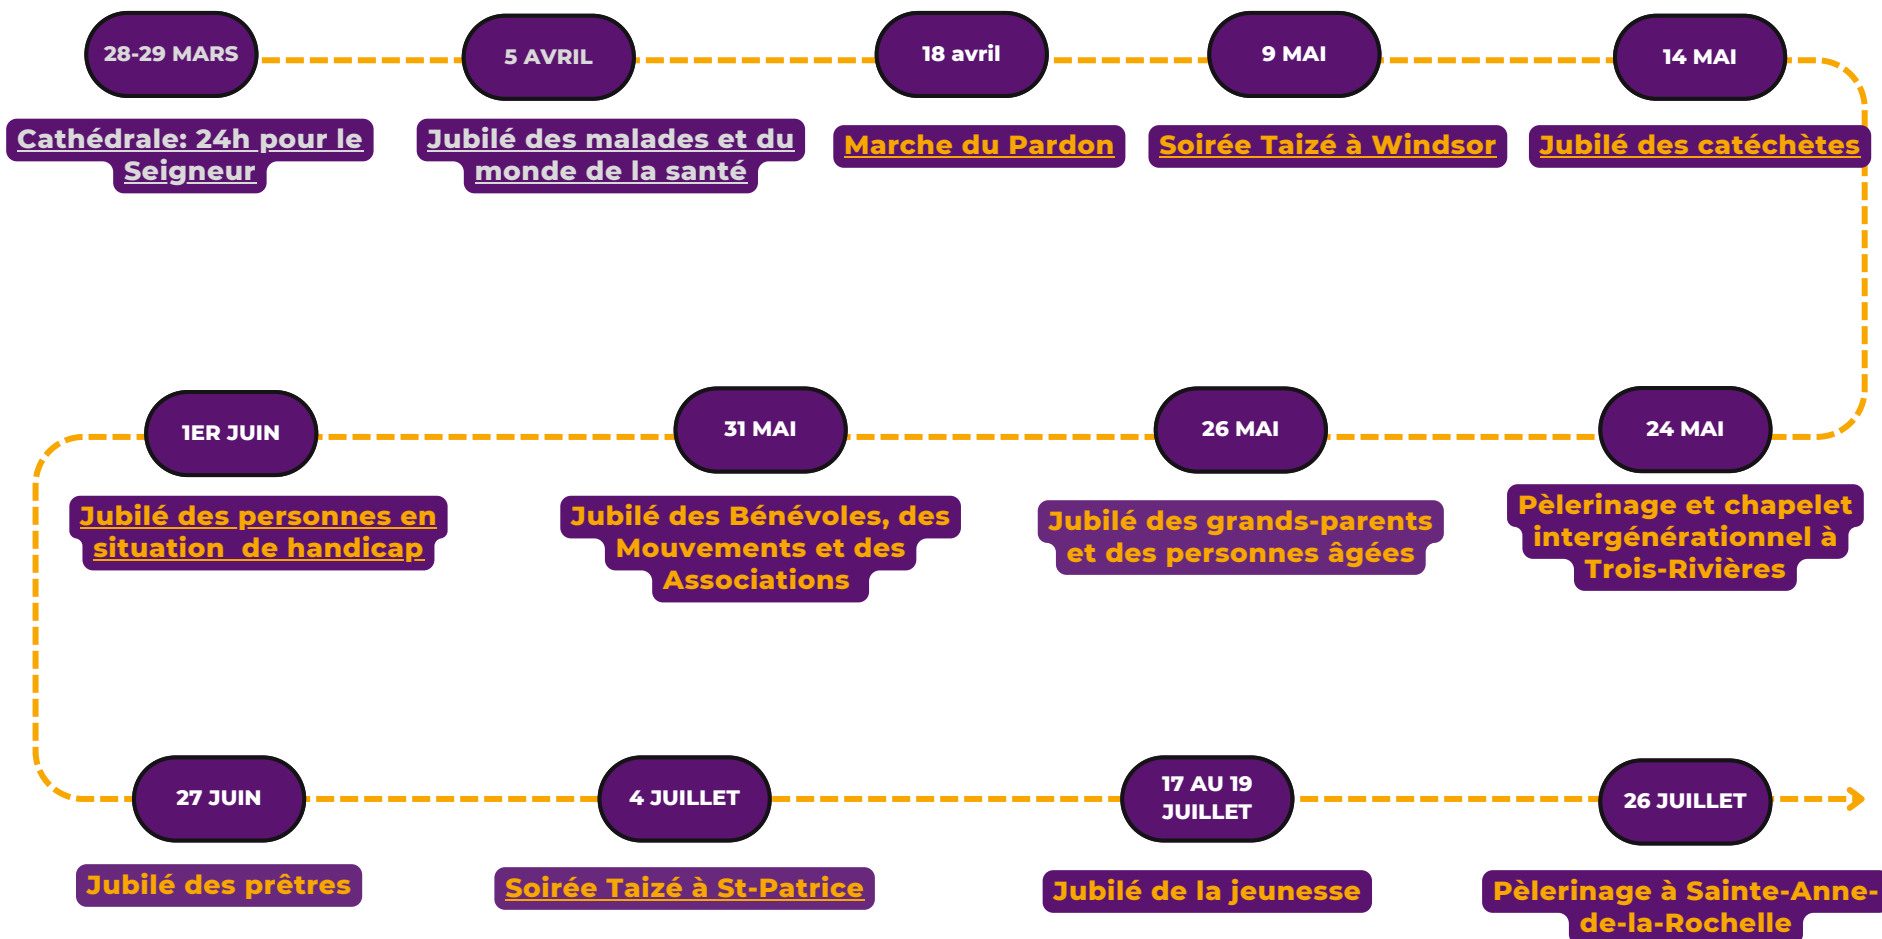 28-29 MARS
Cathédrale: 24h pour le
Seigneur
5 AVRIL
Jubilé des malades et du
monde de la santé
18 avril
Marche du Pardon
9 MAI
Soirée Taizé à Windsor
14 MAI
Jubilé des catéchètes
24 MAI
Pèlerinage et chapelet
intergénérationnel à
Trois-Rivières
26 MAI
Jubilé des grands-parents
et des personnes âgées
31 MAI
Jubilé des Bénévoles, des
Mouvements et des
Associations
1ER JUIN
Jubilé des personnes en
situation de handicap
27 JUIN
Jubilé des prêtres
4 JUILLET
Soirée Taizé à St-Patrice
17 AU 19
JUILLET
Jubilé de la jeunesse
26 JUILLET
Pèlerinage à Sainte-Anne-
de-la-Rochelle